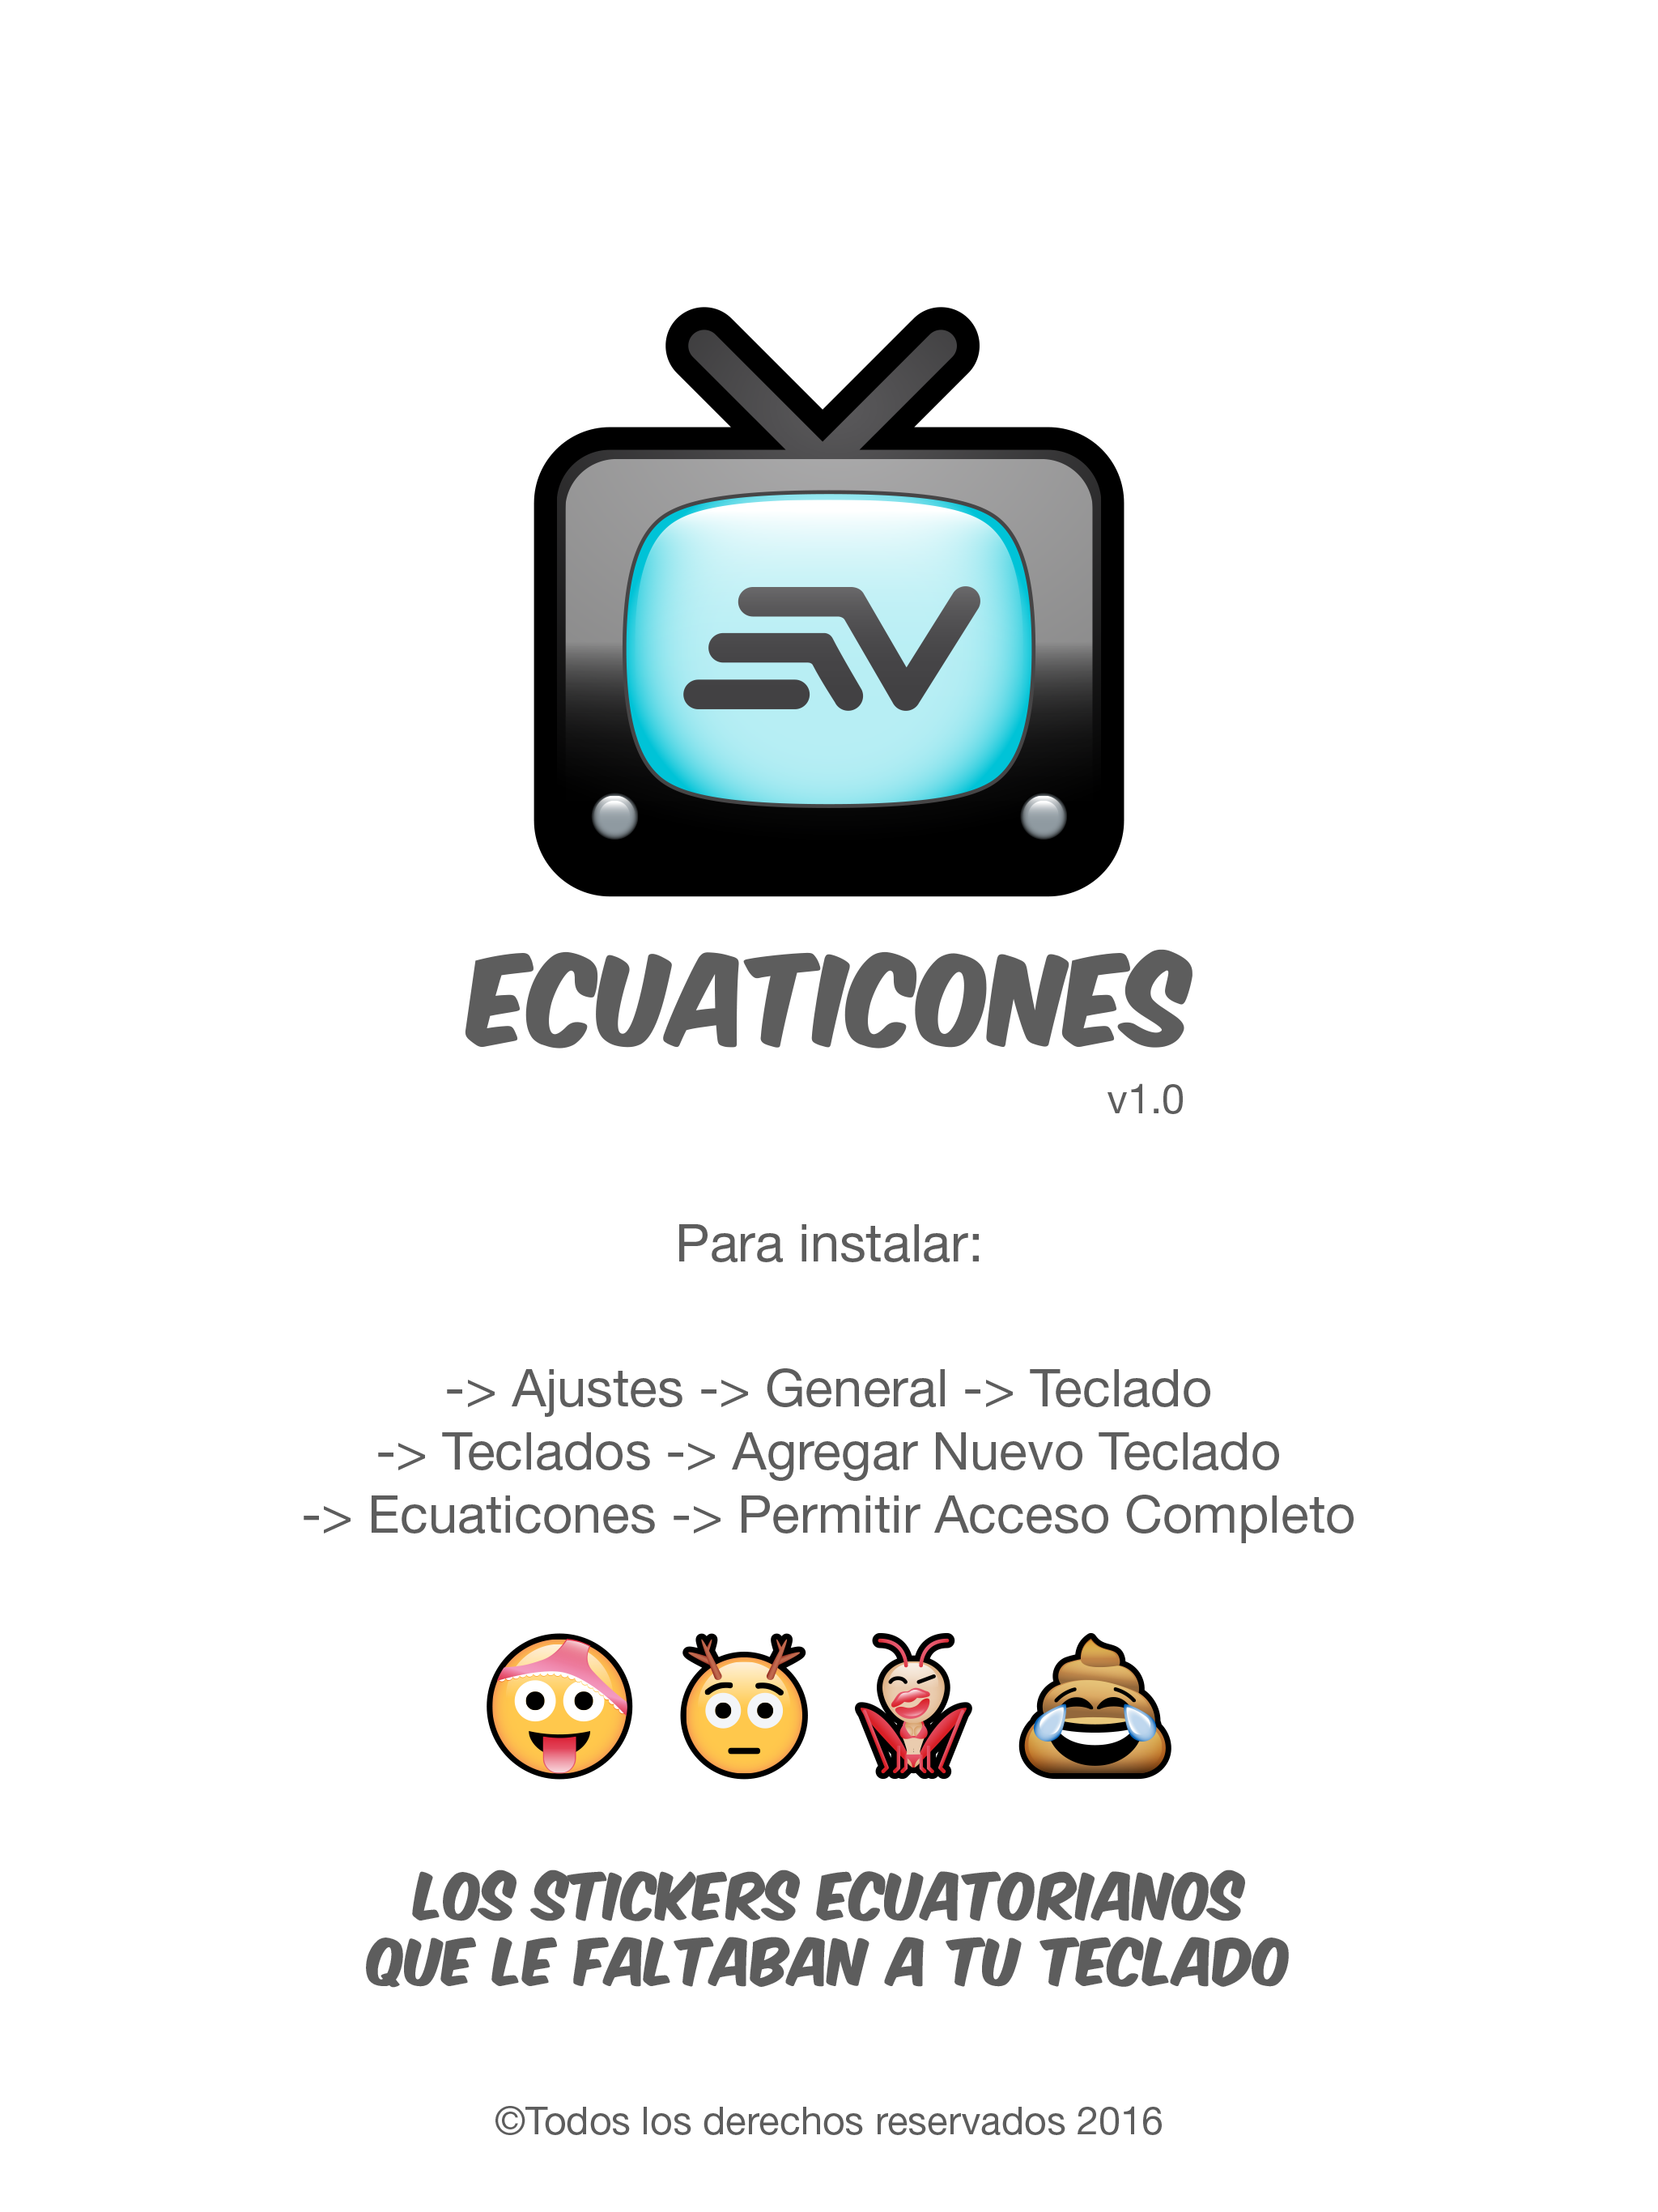 EV
ECUATICONES
v1.0
Para instalar:
-> Ajustes -> General -> Teclado
-> Teclados -> Agregar Nuevo Teclado
-> Ecuaticones -> Permitir Acceso Completo
LOS STICKERS ECUATORIANOS
QUE LE FALTABAN A TU TECLADO
©Todos los derechos reservados 2016